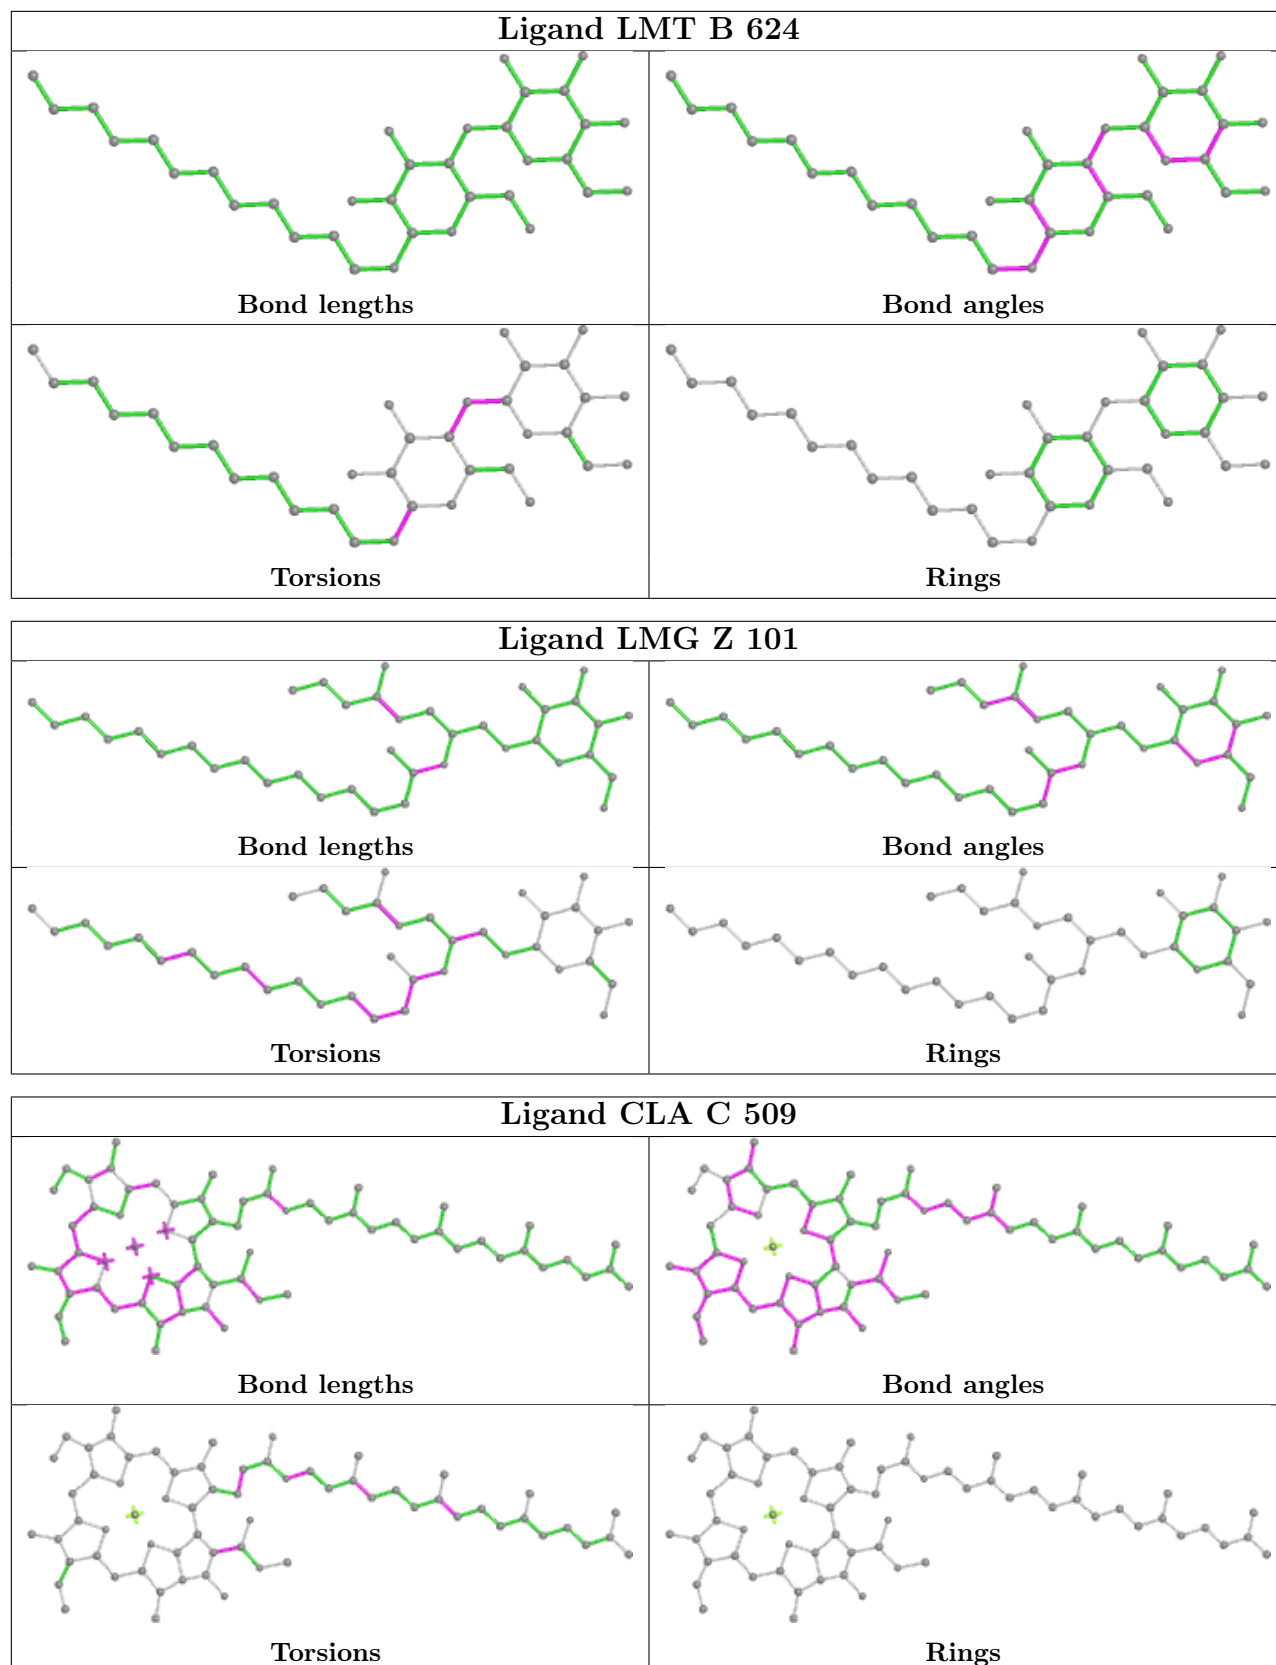 Ligand LMT B 624
Bond lengths
Bond angles
Torsions
Rings
Ligand LMG Z 101
Bond lengths
Bond angles
Torsions
Rings
Ligand CLA C 509
Bond lengths
Bond angles
Torsions
Rings